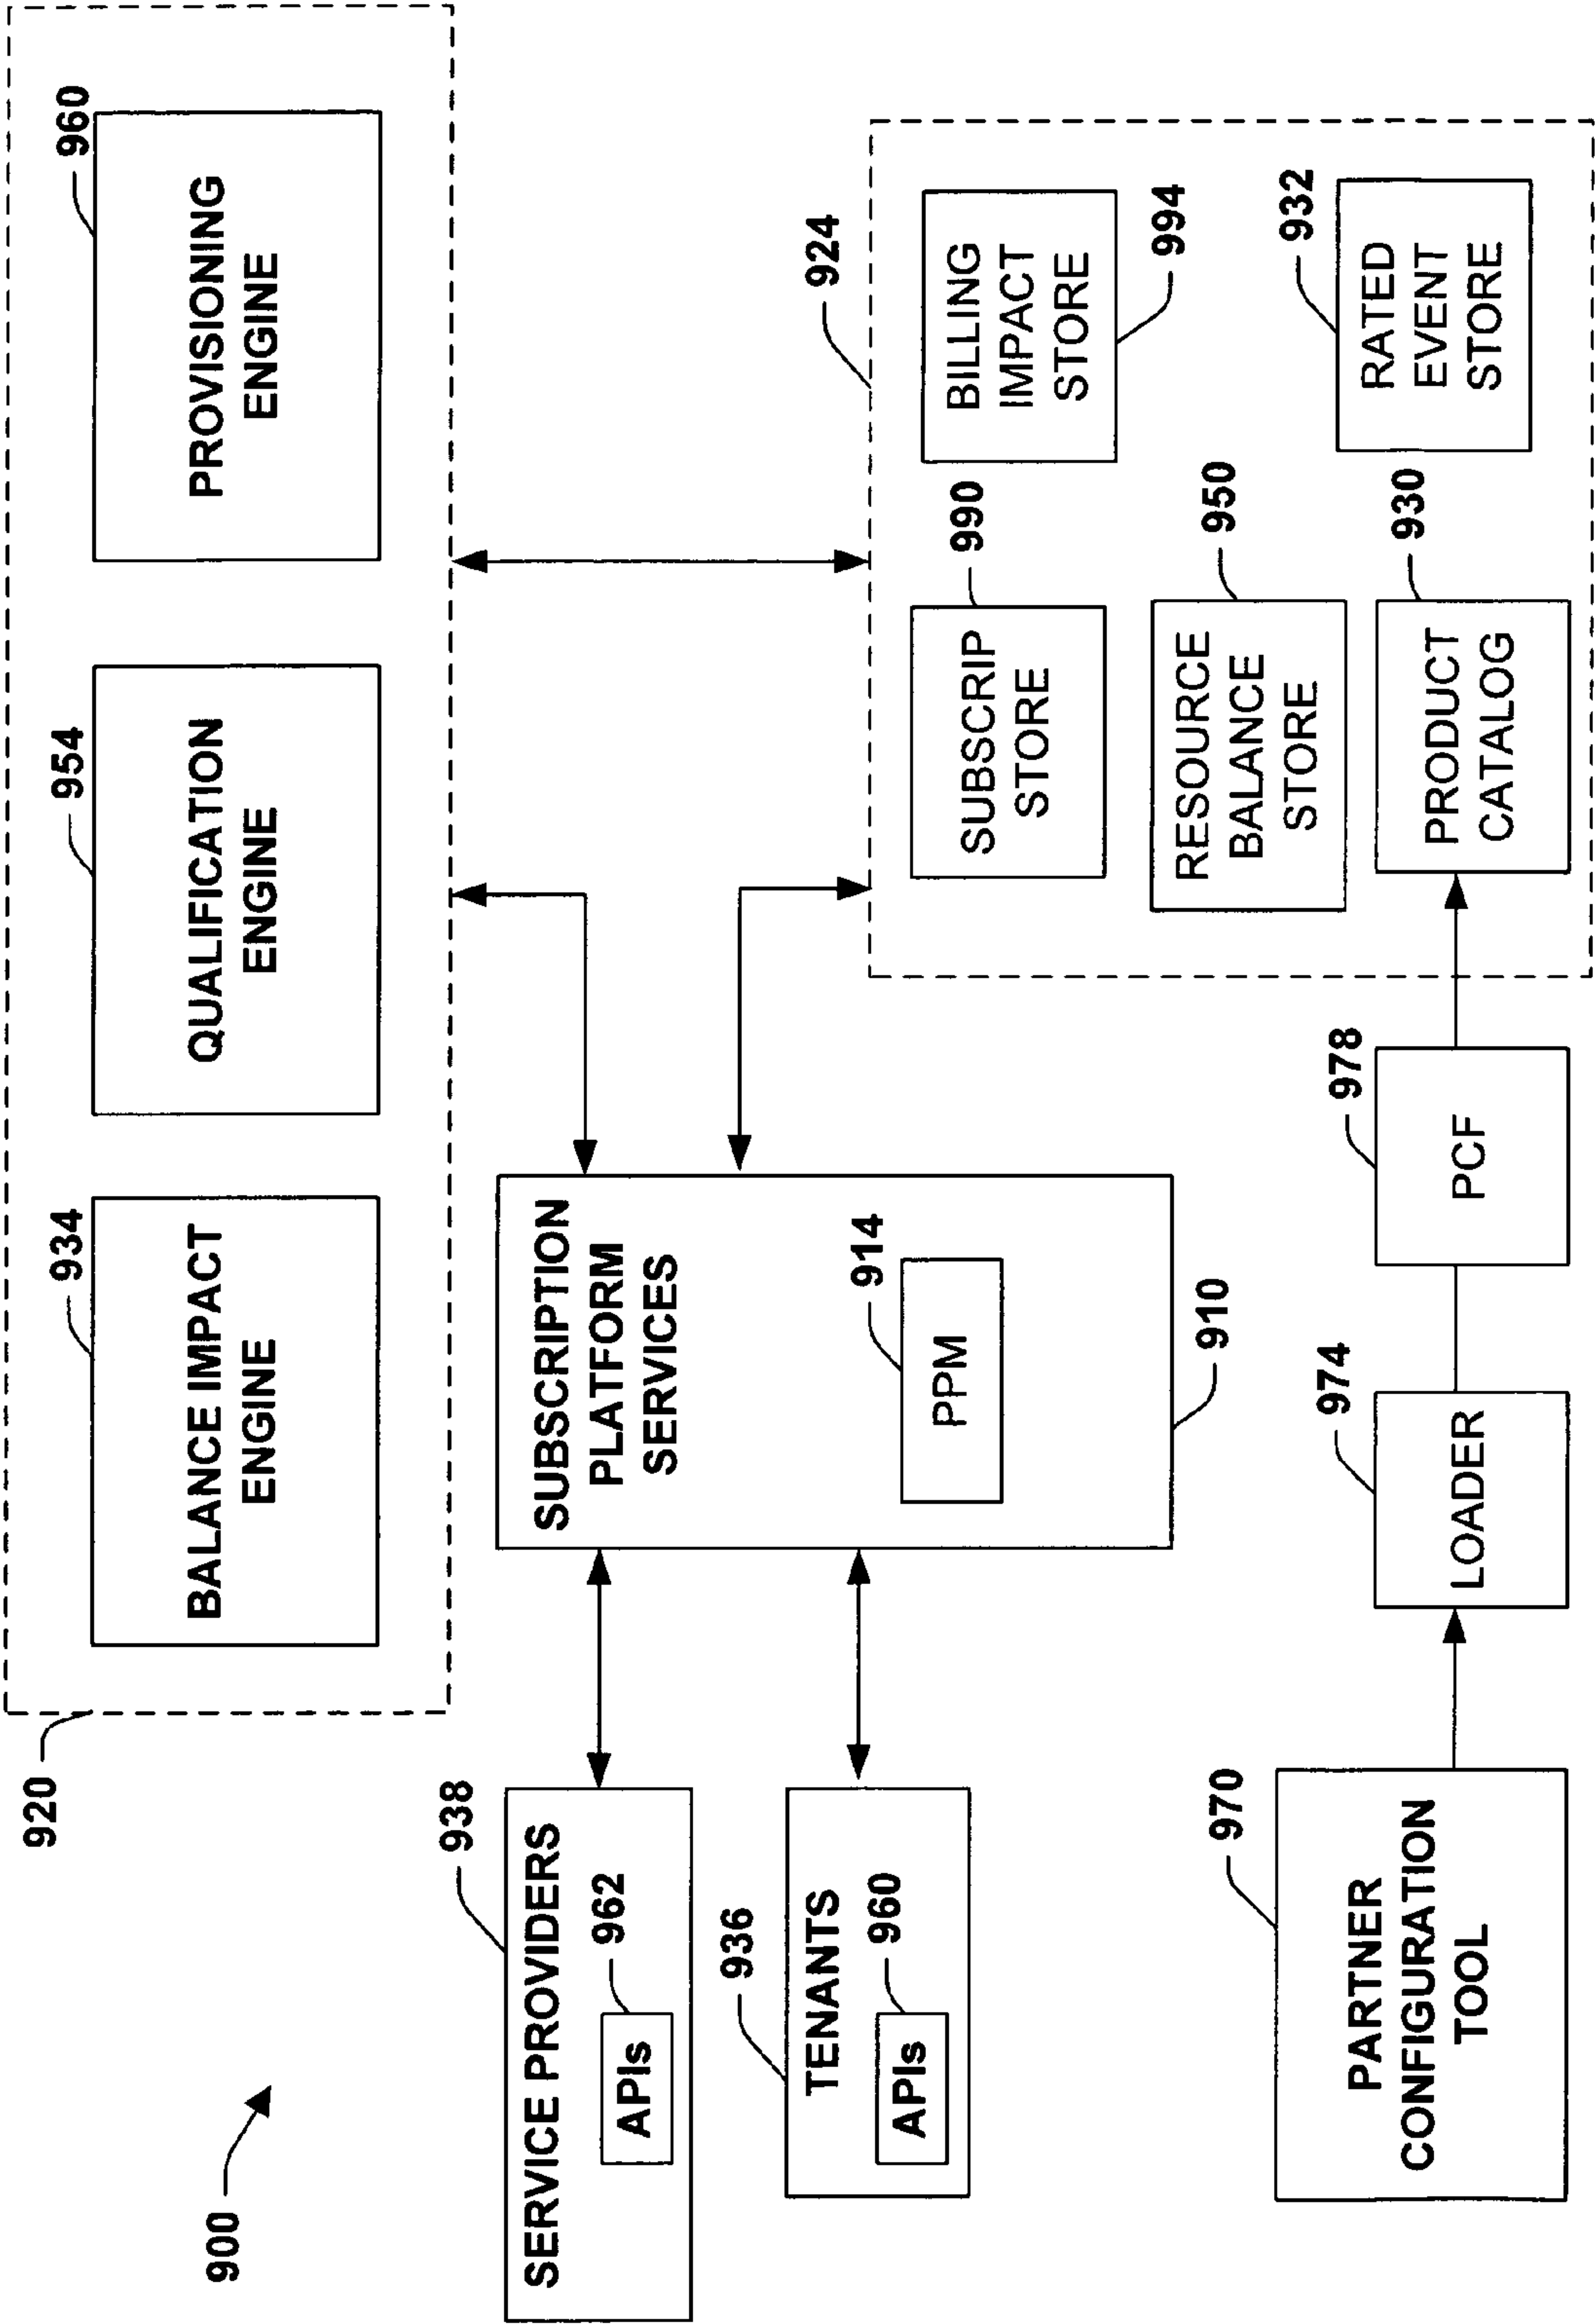 900
920
934
BALANCE IMPACT
ENGINE
954
QUALIFICATION
ENGINE
960
PROVISIONING
ENGINE
938
SERVICE PROVIDERS
962
APIs
936
TENANTS
960
APIs
SUBSCRIPTION
PLATFORM
SERVICES
914
PPM
910
924
990
SUBSCRIP
STORE
BILLING
IMPACT
STORE
994
950
RESOURCE
BALANCE
STORE
932
RATED
EVENT
STORE
930
PRODUCT
CATALOG
970
PARTNER
CONFIGURATION
TOOL
974
LOADER
978
PCF